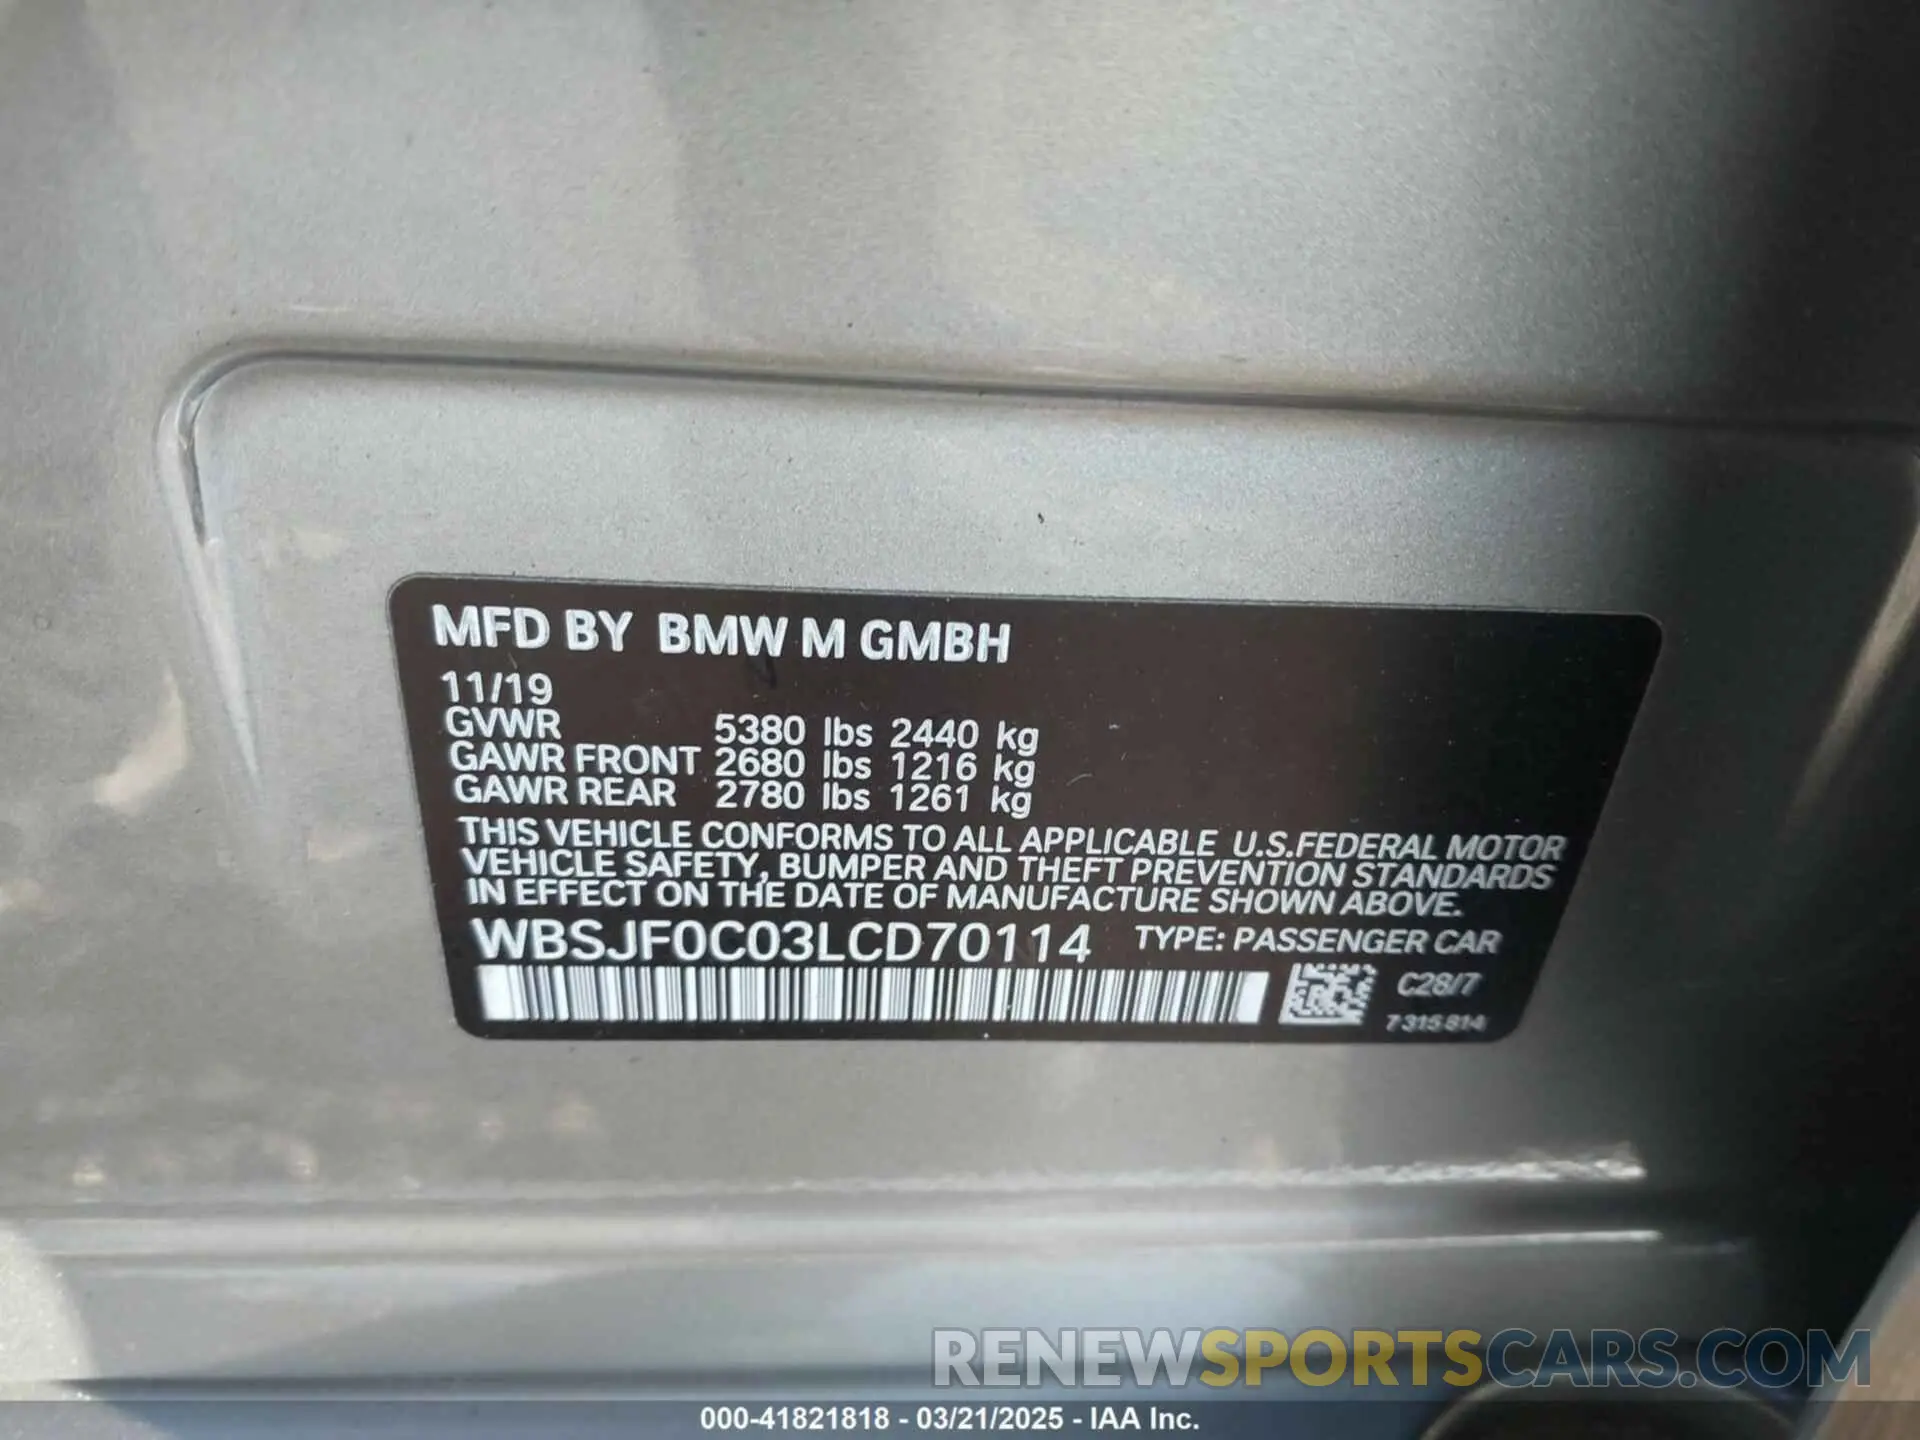 MFD BY BMW M GMBH
11/19
GVWR 5380 lbs 2440 kg
GAWR FRONT 2680 lbs 1216 kg
GAWR REAR 2780 lbs 1261 kg
THIS VEHICLE CONFORMS TO ALL APPLICABLE U.S.FEDERAL MOTOR
VEHICLE SAFETY, BUMPER AND THEFT PREVENTION STANDARDS
IN EFFECT ON THE DATE OF MANUFACTURE SHOWN ABOVE.
WBSJF0C03LCD70114 TYPE: PASSENGER CAR
C28/7
7 315 814
RENEWSPORTSCARS.COM
000-41821818 - 03/21/2025 - IAA Inc.